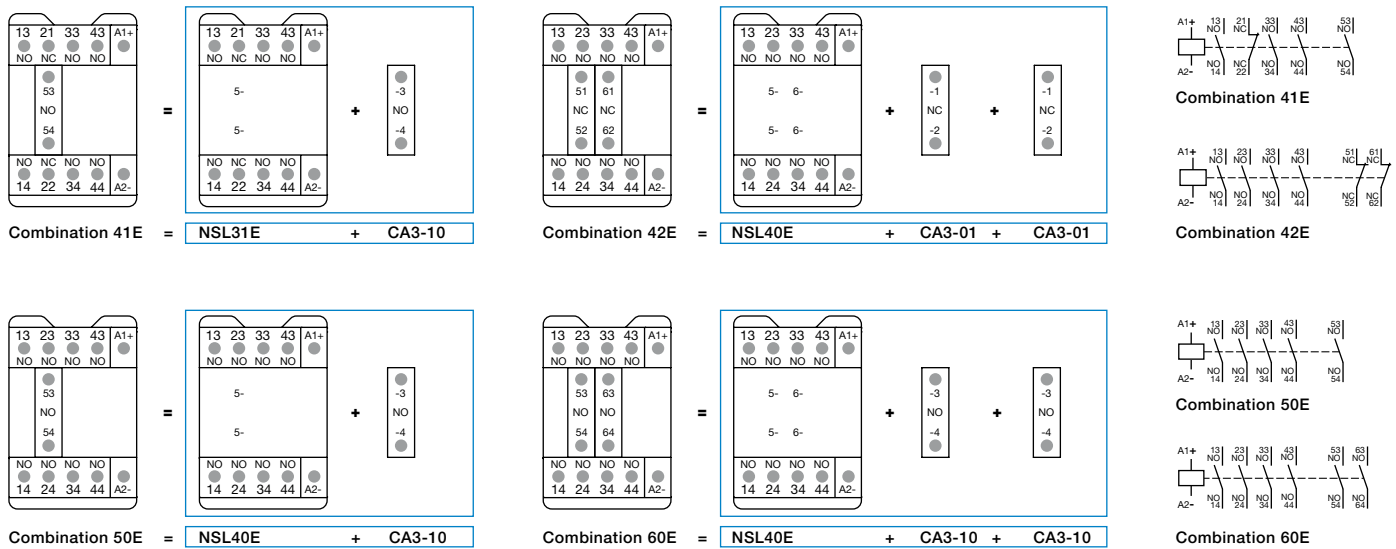 13 21 33 43 A1+
NO NC NO NO
53
NO
54
NO NC NO NO
14 22 34 44 A2-
=
13 21 33 43 A1+
NO NC NO NO
5-
5-
NO NC NO NO
14 22 34 44 A2-
+
-3
NO
-4
Combination 41E = NSL31E + CA3-10
13 23 33 43 A1+
NO NO NO NO
51 61
NC NC
52 62
NO NO NO NO
14 24 34 44 A2-
=
13 23 33 43 A1+
NO NO NO NO
5- 6-
5- 6-
NO NO NO NO
14 24 34 44 A2-
+
-1
NC
-2
+
-1
NC
-2
Combination 42E = NSL40E + CA3-01 + CA3-01
A1+ 13 21 33 43 53
NO NC NO NO NO
NO NC NO NO NO
A2- 14 22 34 44 54
Combination 41E
A1+ 13 23 33 43 51 61
NO NO NO NO NC NC
NO NO NO NO NC NC
A2- 14 24 34 44 52 62
Combination 42E
13 23 33 43 A1+
NO NO NO NO
53
NO
54
NO NO NO NO
14 24 34 44 A2-
=
13 23 33 43 A1+
NO NO NO NO
5-
5-
NO NO NO NO
14 24 34 44 A2-
+
-3
NO
-4
Combination 50E = NSL40E + CA3-10
13 23 33 43 A1+
NO NO NO NO
53 63
NO NO
54 64
NO NO NO NO
14 24 34 44 A2-
=
13 23 33 43 A1+
NO NO NO NO
5- 6-
5- 6-
NO NO NO NO
14 24 34 44 A2-
+
-3
NO
-4
+
-3
NO
-4
Combination 60E = NSL40E + CA3-10 + CA3-10
A1+ 13 23 33 43 53
NO NO NO NO NO
NO NO NO NO NO
A2- 14 24 34 44 54
Combination 50E
A1+ 13 23 33 43 53 63
NO NO NO NO NO NO
NO NO NO NO NO NO
A2- 14 24 34 44 54 64
Combination 60E